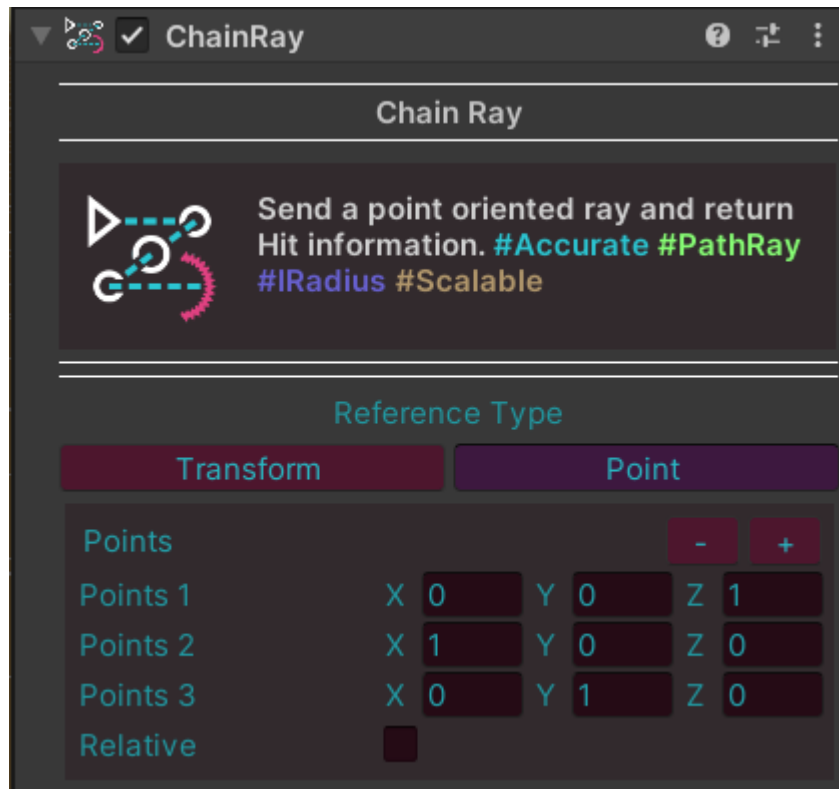 ChainRay
Chain Ray
Send a point oriented ray and return
Hit information. #Accurate #PathRay
#IRadius #Scalable
Reference Type
Transform Point
Points - +
Points 1 X 0 Y 0 Z 1
Points 2 X 1 Y 0 Z 0
Points 3 X 0 Y 1 Z 0
Relative